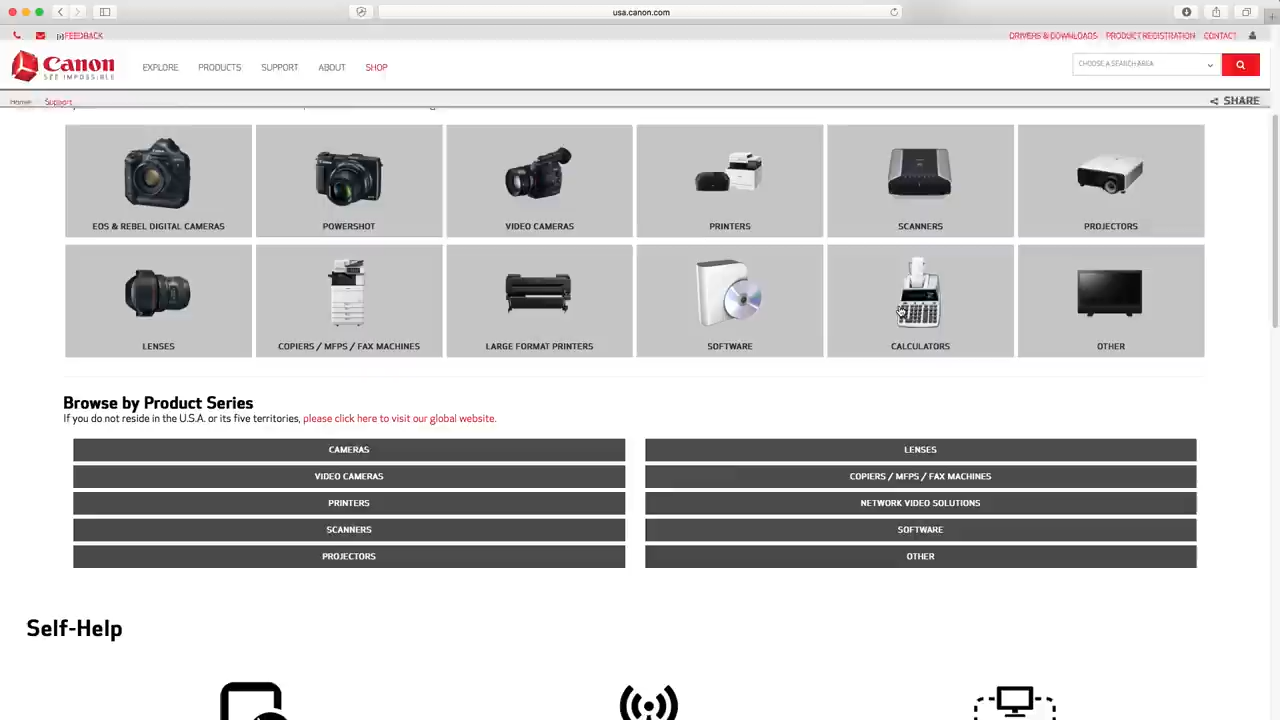 usa.canon.com
[+] FEEDBACK
DRIVERS & DOWNLOADS PRODUCT REGISTRATION CONTACT
Canon
SEE IMPOSSIBLE
EXPLORE PRODUCTS SUPPORT ABOUT SHOP
CHOOSE A SEARCH AREA
Home Support
SHARE
EOS & REBEL DIGITAL CAMERAS POWERSHOT VIDEO CAMERAS PRINTERS SCANNERS PROJECTORS
LENSES COPIERS / MFPS / FAX MACHINES LARGE FORMAT PRINTERS SOFTWARE CALCULATORS OTHER
Browse by Product Series
If you do not reside in the U.S.A. or its five territories, please click here to visit our global website.
CAMERAS LENSES
VIDEO CAMERAS COPIERS / MFPS / FAX MACHINES
PRINTERS NETWORK VIDEO SOLUTIONS
SCANNERS SOFTWARE
PROJECTORS OTHER
Self-Help